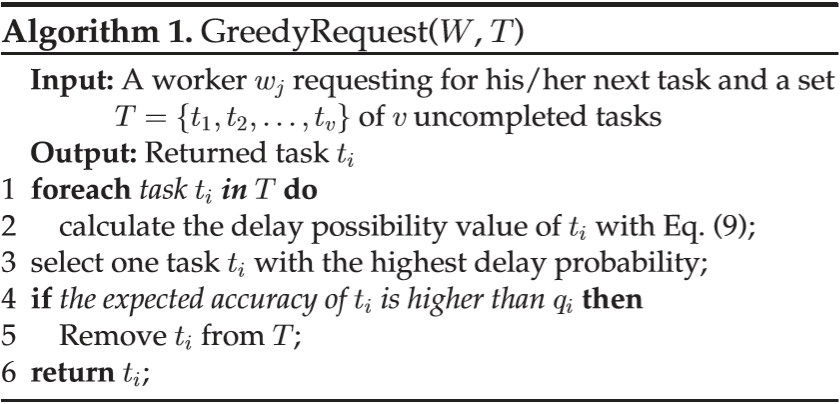 Algorithm 1. GreedyRequest(W, T)
Input: A worker w_j requesting for his/her next task and a set
T = {t_1, t_2, . . . , t_v} of v uncompleted tasks
Output: Returned task t_i
1 foreach task t_i in T do
2 calculate the delay possibility value of t_i with Eq. (9);
3 select one task t_i with the highest delay probability;
4 if the expected accuracy of t_i is higher than q_i then
5 Remove t_i from T;
6 return t_i;